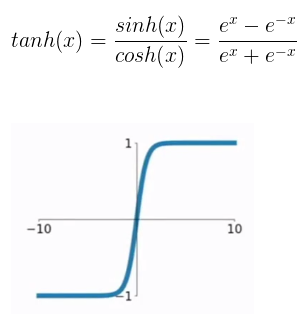 tanh(x) = sinh(x)/cosh(x) = (e^x − e^{−x})/(e^x + e^{−x})
1
−10 10
−1